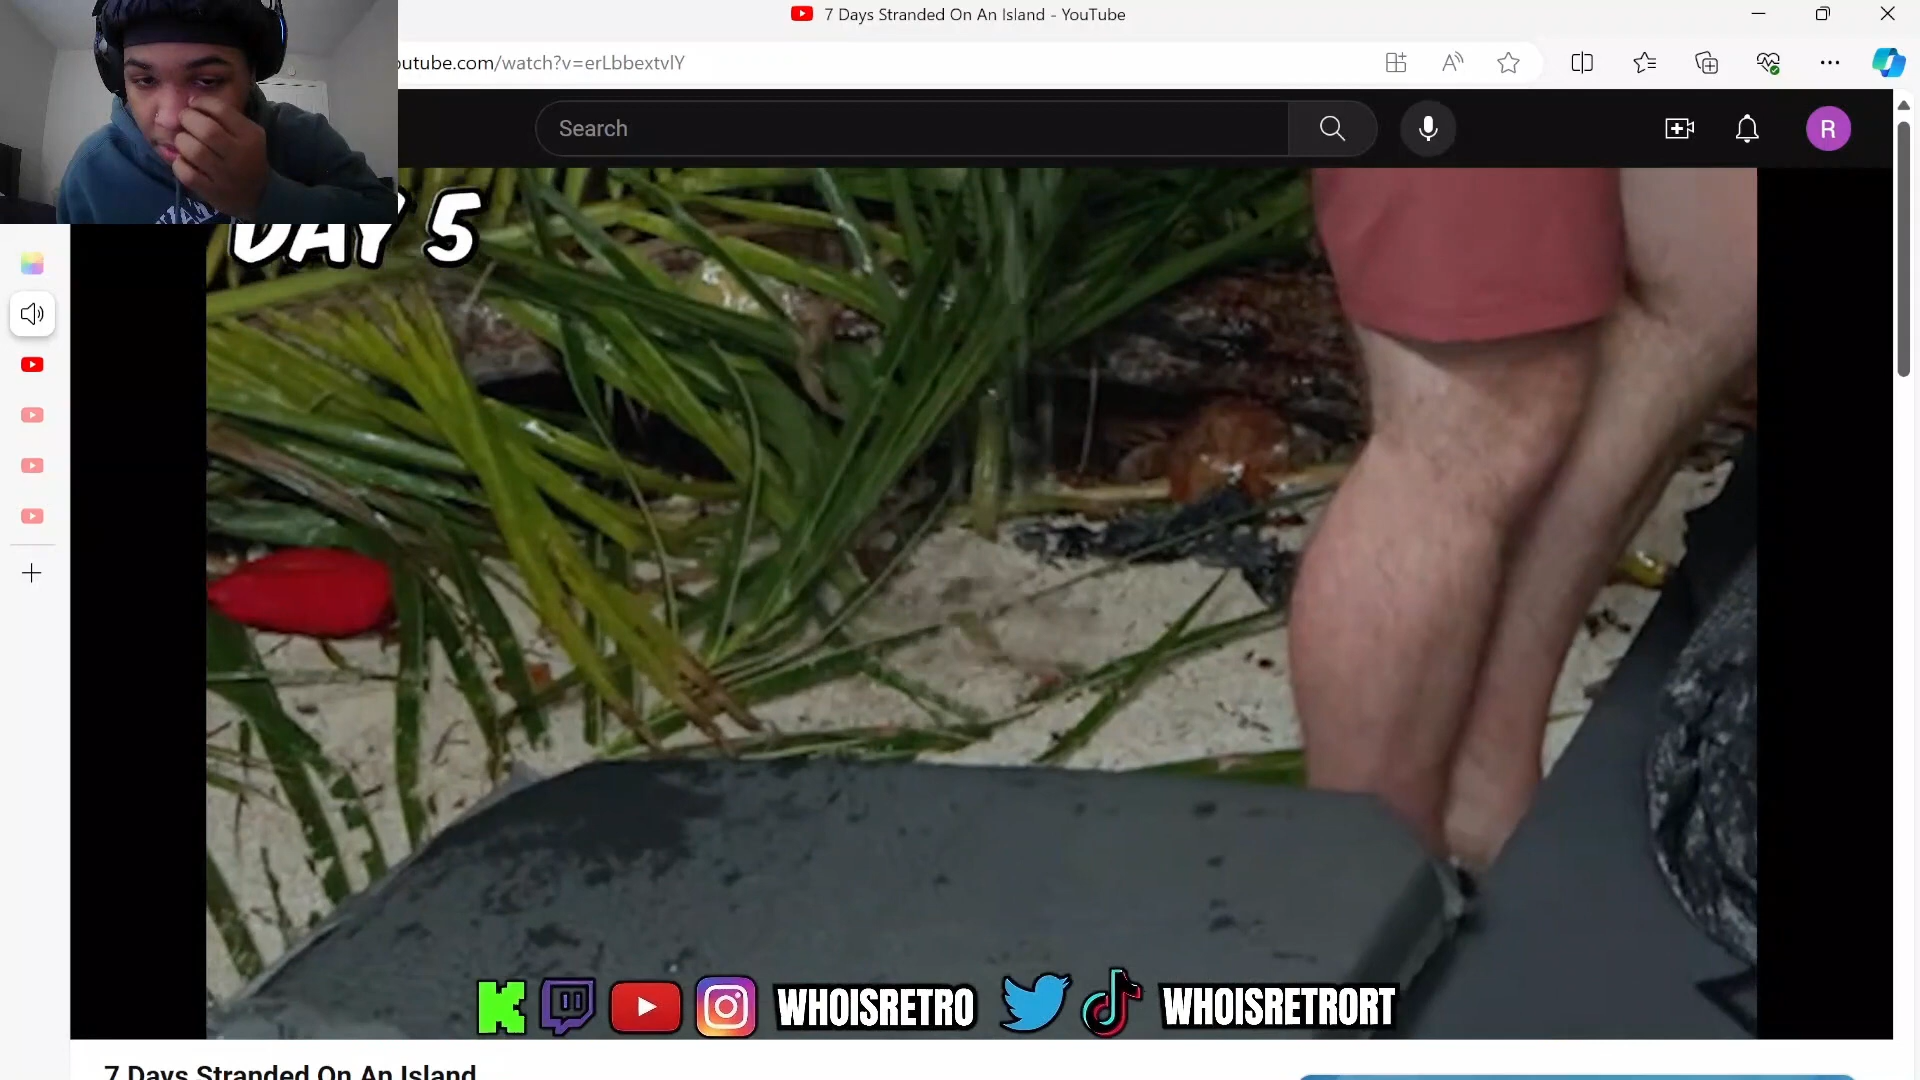 7 Days Stranded On An Island - YouTube
outube.com/watch?v=erLbbextvlY
Search
R
DAY 5
WHOISRETRO
WHOISRETRORT
7 Days Stranded On An Island